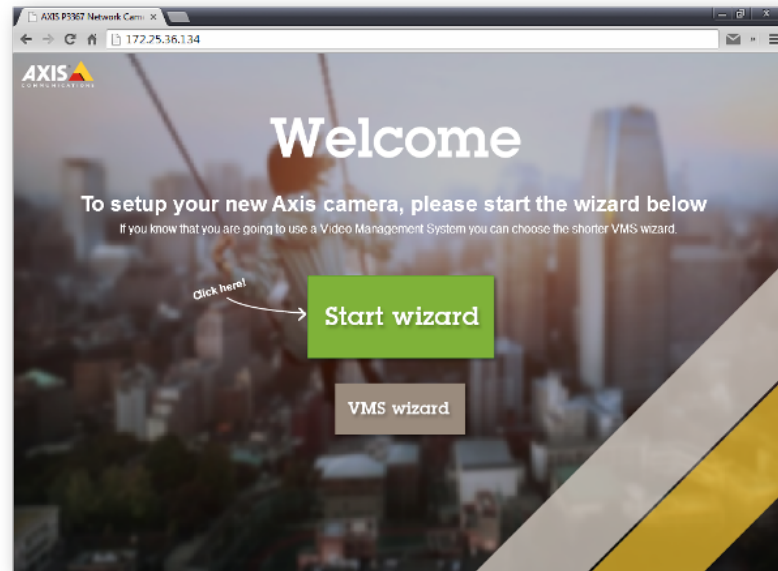 AXIS P3367 Network Cam
172.25.36.134
AXIS
COMMUNICATIONS
Welcome
To setup your new Axis camera, please start the wizard below
If you know that you are going to use a Video Management System you can choose the shorter VMS wizard.
Click here!
Start wizard
VMS wizard